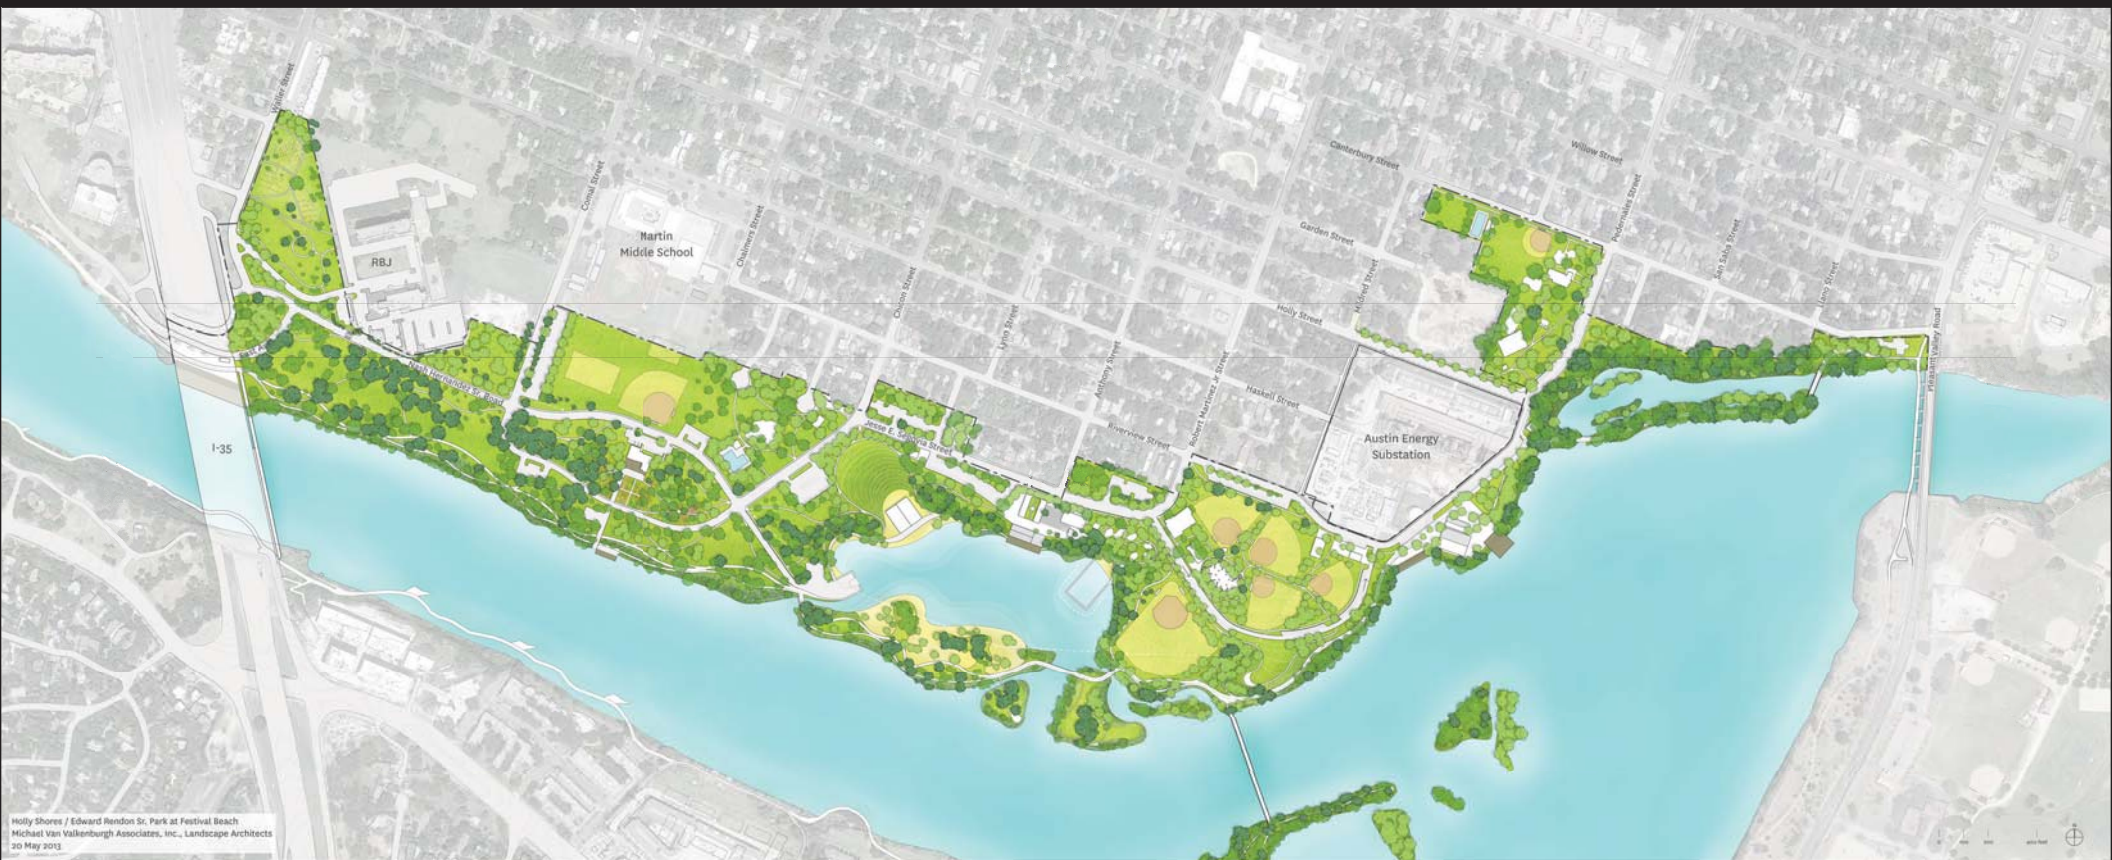 Waller Street
Comal Street
Canterbury Street
Willow Street
Pedernales Street
Martin
Middle School
Chalmers Street
Garden Street
San Saba Street
RBJ
Chicon Street
Mildred Street
Llano Street
Holly Street
Lynn Street
Pleasant Valley Road
Anthony Street
Robert Martinez Jr Street
Haskell Street
Nash Hernandez Sr. Road
Jesse E. Segovia Street
Riverview Street
Austin Energy
Substation
I-35
Holly Shores / Edward Rendon Sr. Park at Festival Beach
Michael Van Valkenburgh Associates, Inc., Landscape Architects
20 May 2013